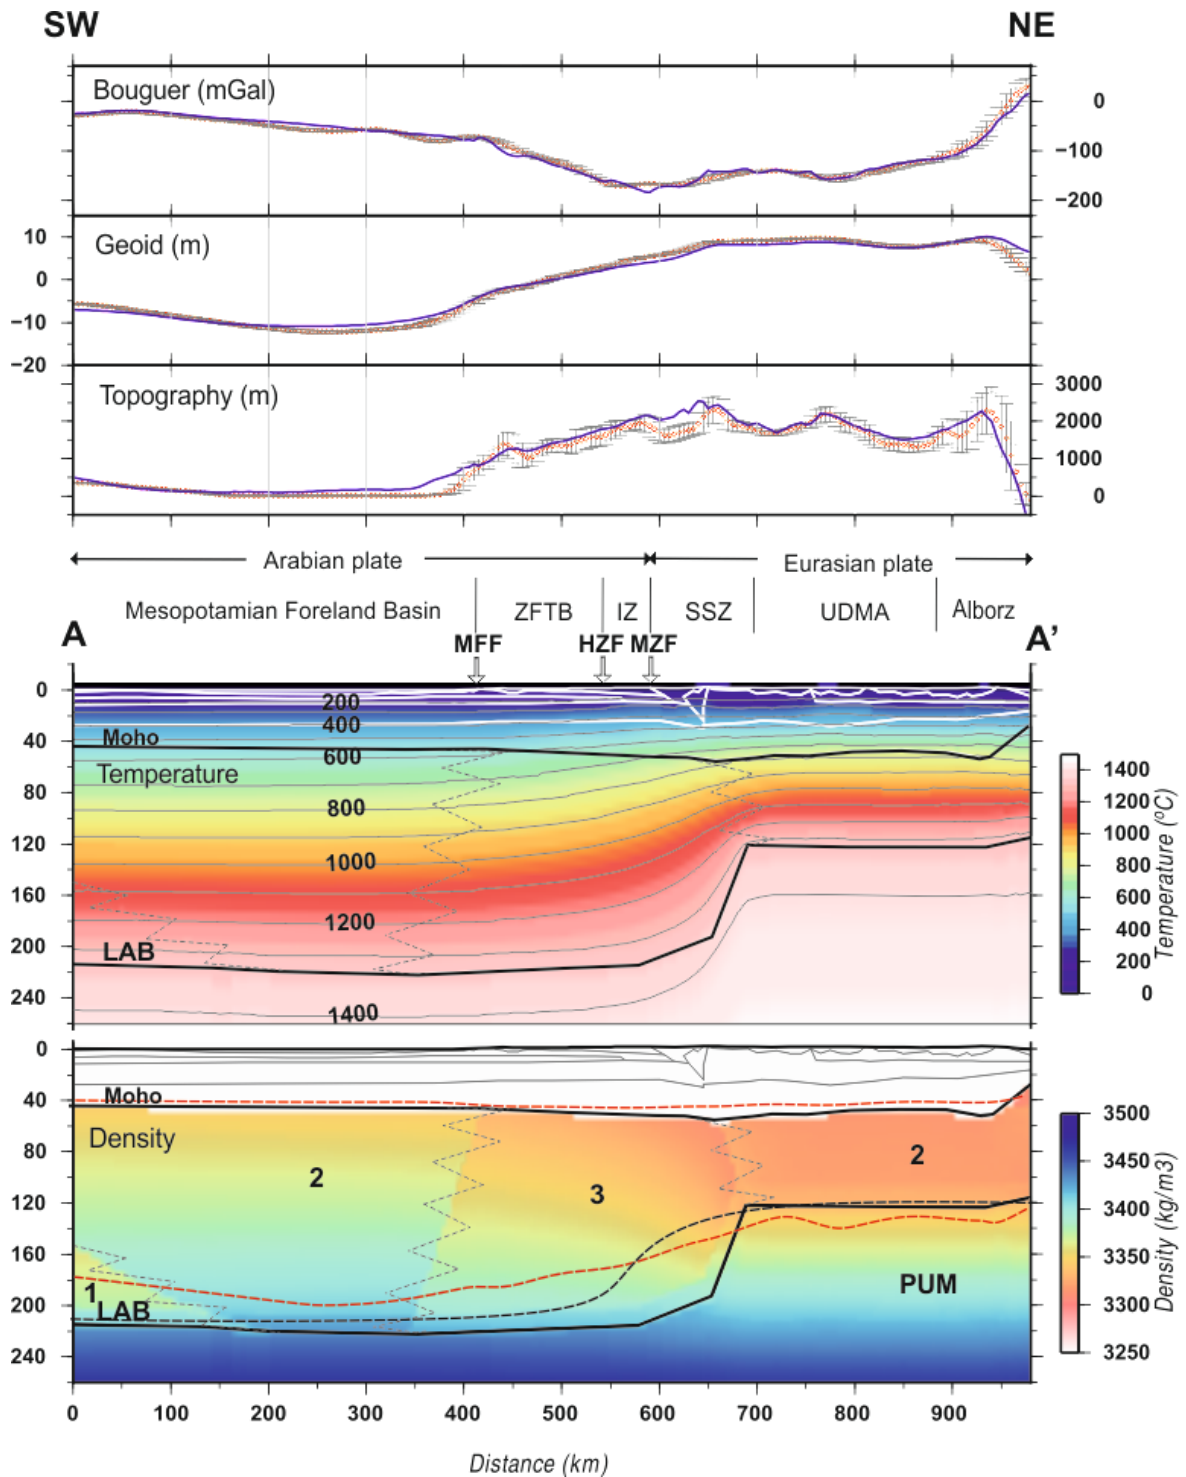 SW NE
Bouguer (mGal)
0
−100
−200
Geoid (m)
10
0
−10
−20
Topography (m)
3000
2000
1000
0
Arabian plate Eurasian plate
Mesopotamian Foreland Basin ZFTB IZ SSZ UDMA Alborz
A MFF HZF MZF A’
0
40
80
120
160
200
240
200
400
Moho
600
Temperature
800
1000
1200
LAB
1400
1400
1200
1000
800
600
400
200
0
Temperature (ºC)
0
40
80
120
160
200
240
Moho
Density
2
3
2
1
LAB
PUM
3500
3450
3400
3350
3300
3250
Density (kg/m3)
0 100 200 300 400 500 600 700 800 900
Distance (km)